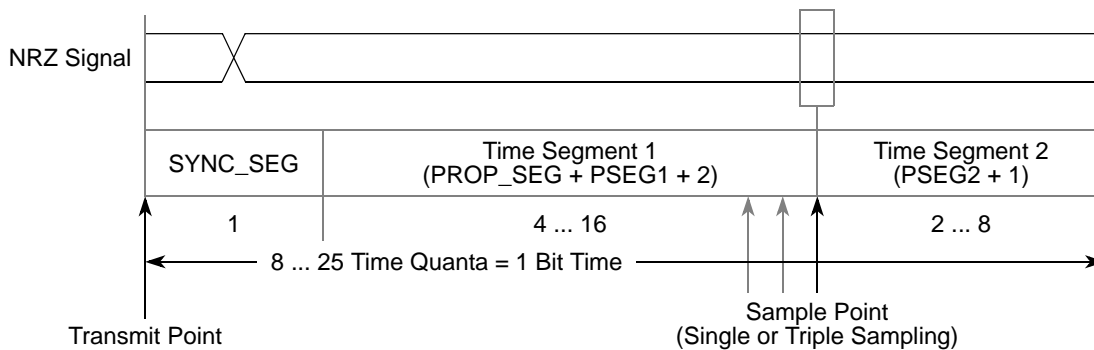 NRZ Signal
SYNC_SEG
Time Segment 1
(PROP_SEG + PSEG1 + 2)
Time Segment 2
(PSEG2 + 1)
1
4 ... 16
2 ... 8
8 ... 25 Time Quanta = 1 Bit Time
Transmit Point
Sample Point
(Single or Triple Sampling)